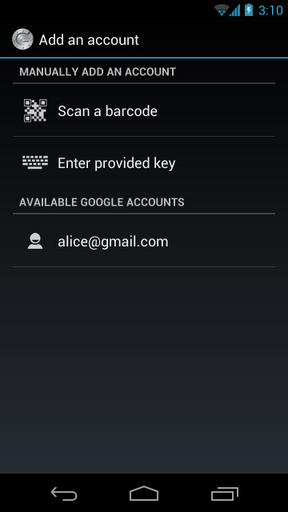 3:10
Add an account
MANUALLY ADD AN ACCOUNT
Scan a barcode
Enter provided key
AVAILABLE GOOGLE ACCOUNTS
alice@gmail.com